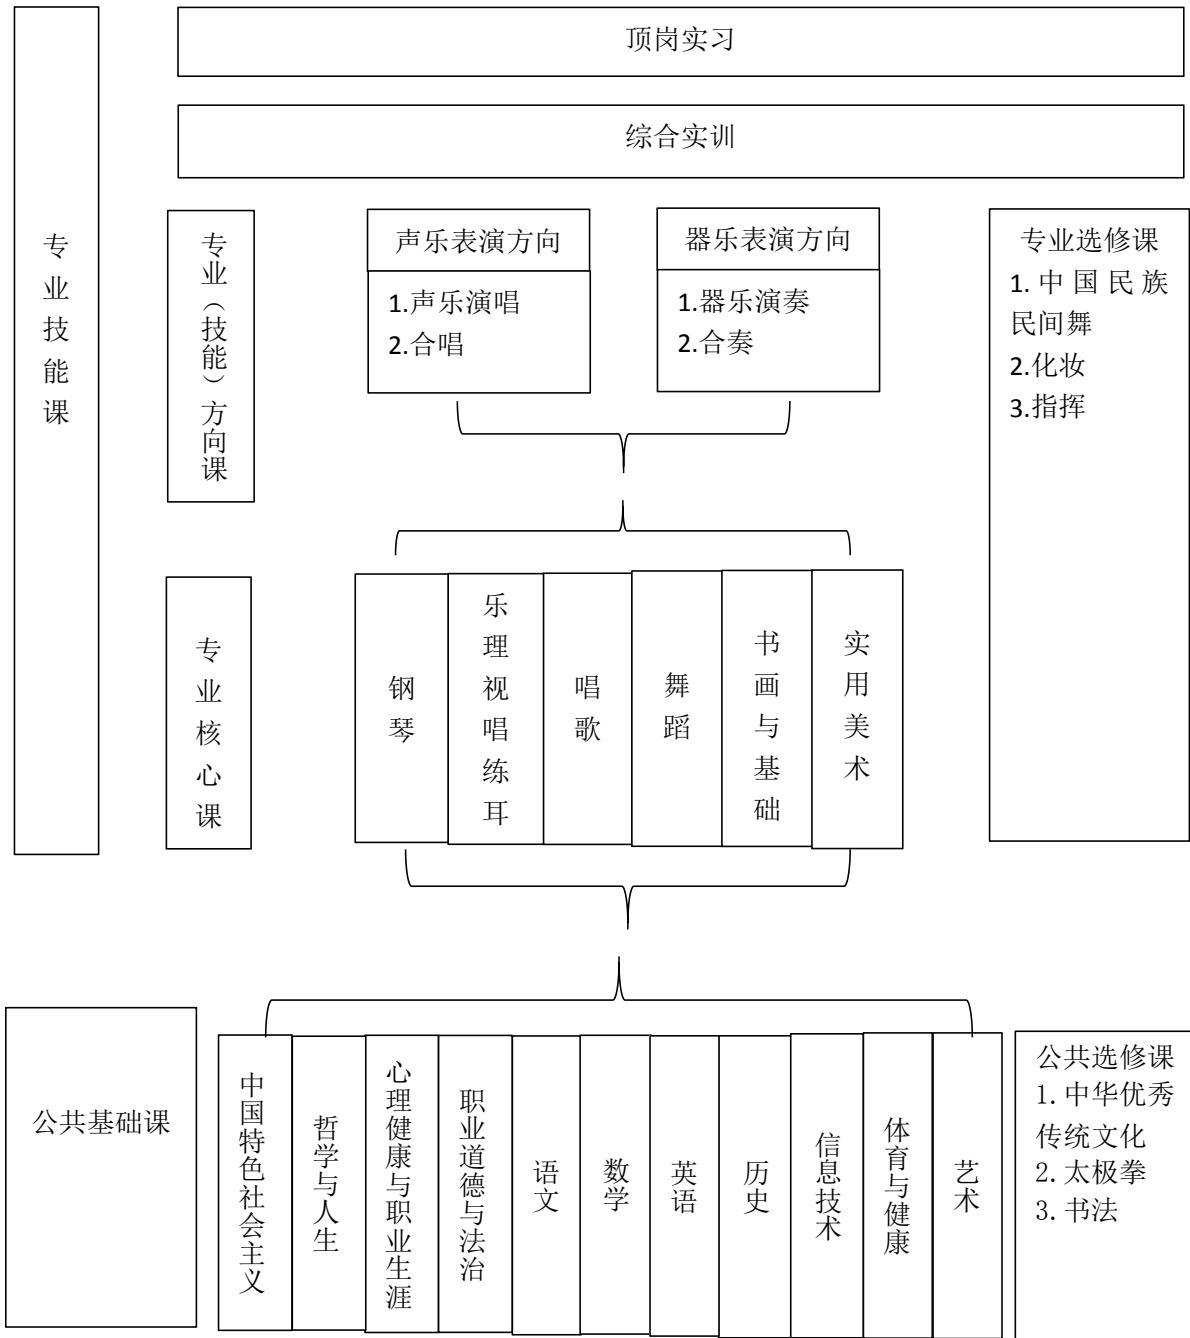 顶岗实习
综合实训
专业技能课
专业（技能）方向课
声乐表演方向
1.声乐演唱
2.合唱
器乐表演方向
1.器乐演奏
2.合奏
专业选修课
1.中国民族
民间舞
2.化妆
3.指挥
专业核心课
钢琴
乐理视唱练耳
唱歌
舞蹈
书画与基础
实用美术
公共基础课
中国特色社会主义
哲学与人生
心理健康与职业生涯
职业道德与法治
语文
数学
英语
历史
信息技术
体育与健康
艺术
公共选修课
1.中华优秀
传统文化
2.太极拳
3.书法